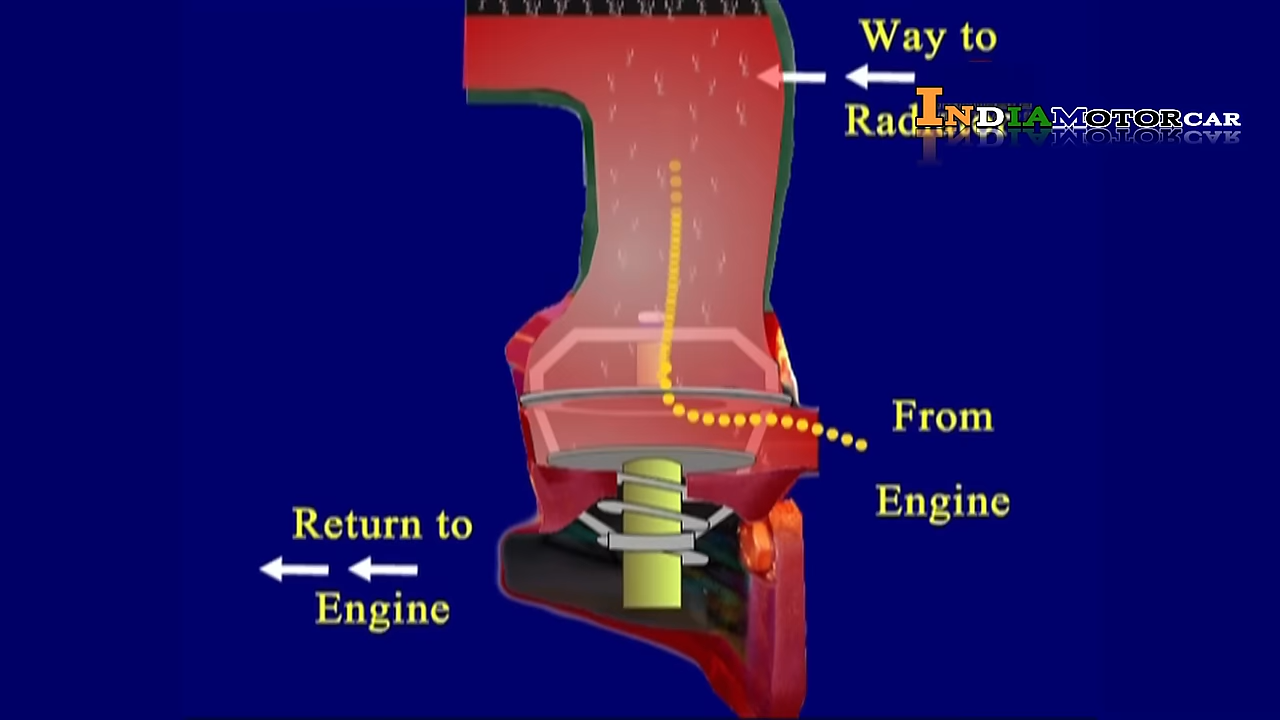 Way to
INDIAMOTORCAR
From
Engine
Return to
Engine